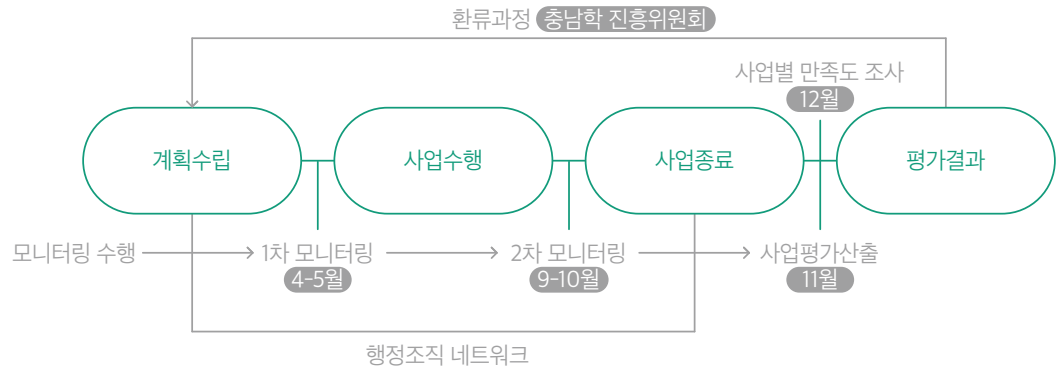 환류과정 충남학 진흥위원회
사업별 만족도 조사
12월
계획수립
사업수행
사업종료
평가결과
모니터링 수행
1차 모니터링
4-5월
2차 모니터링
9-10월
사업평가산출
11월
행정조직 네트워크